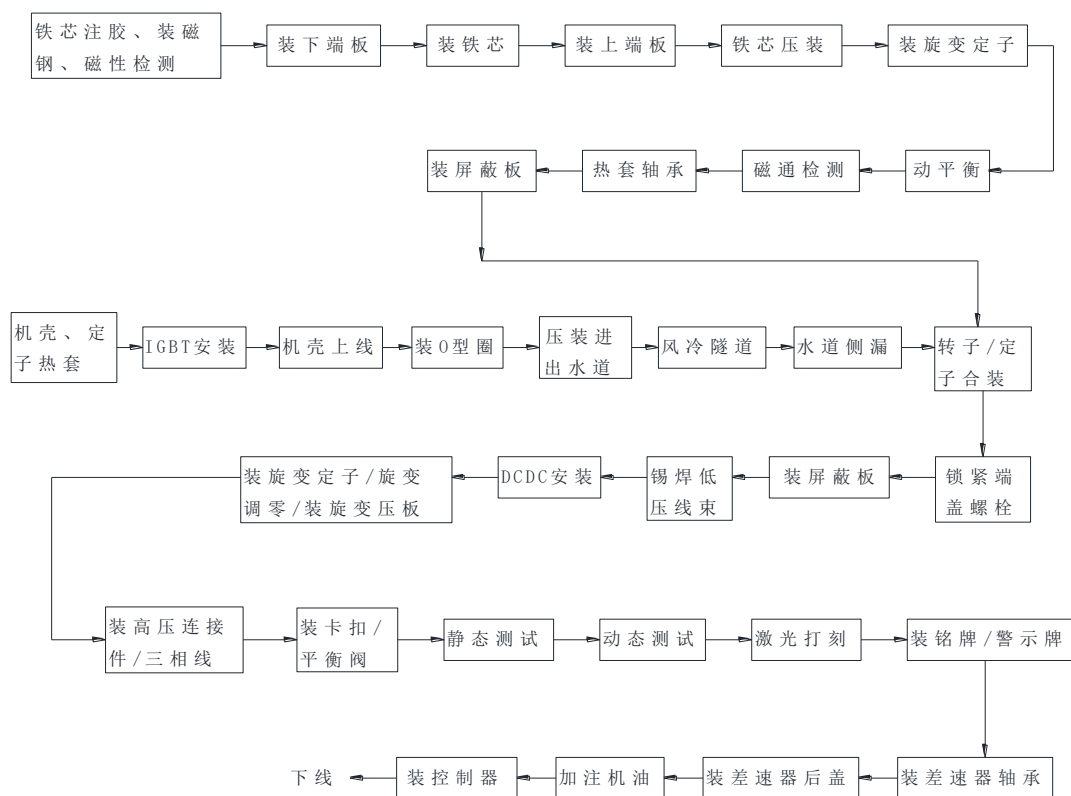 铁芯注胶、装磁
钢、磁性检测
装下端板
装铁芯
装上端板
铁芯压装
装旋变定子
动平衡
磁通检测
热套轴承
装屏蔽板
机壳、定
子热套
IGBT安装
机壳上线
装O型圈
压装进
出水道
风冷隧道
水道侧漏
转子/定
子合装
锁紧端
盖螺栓
装屏蔽板
锡焊低
压线束
DCDC安装
装旋变定子/旋变
调零/装旋变压板
装高压连接
件/三相线
装卡扣/
平衡阀
静态测试
动态测试
激光打刻
装铭牌/警示牌
装差速器轴承
装差速器后盖
加注机油
装控制器
下线